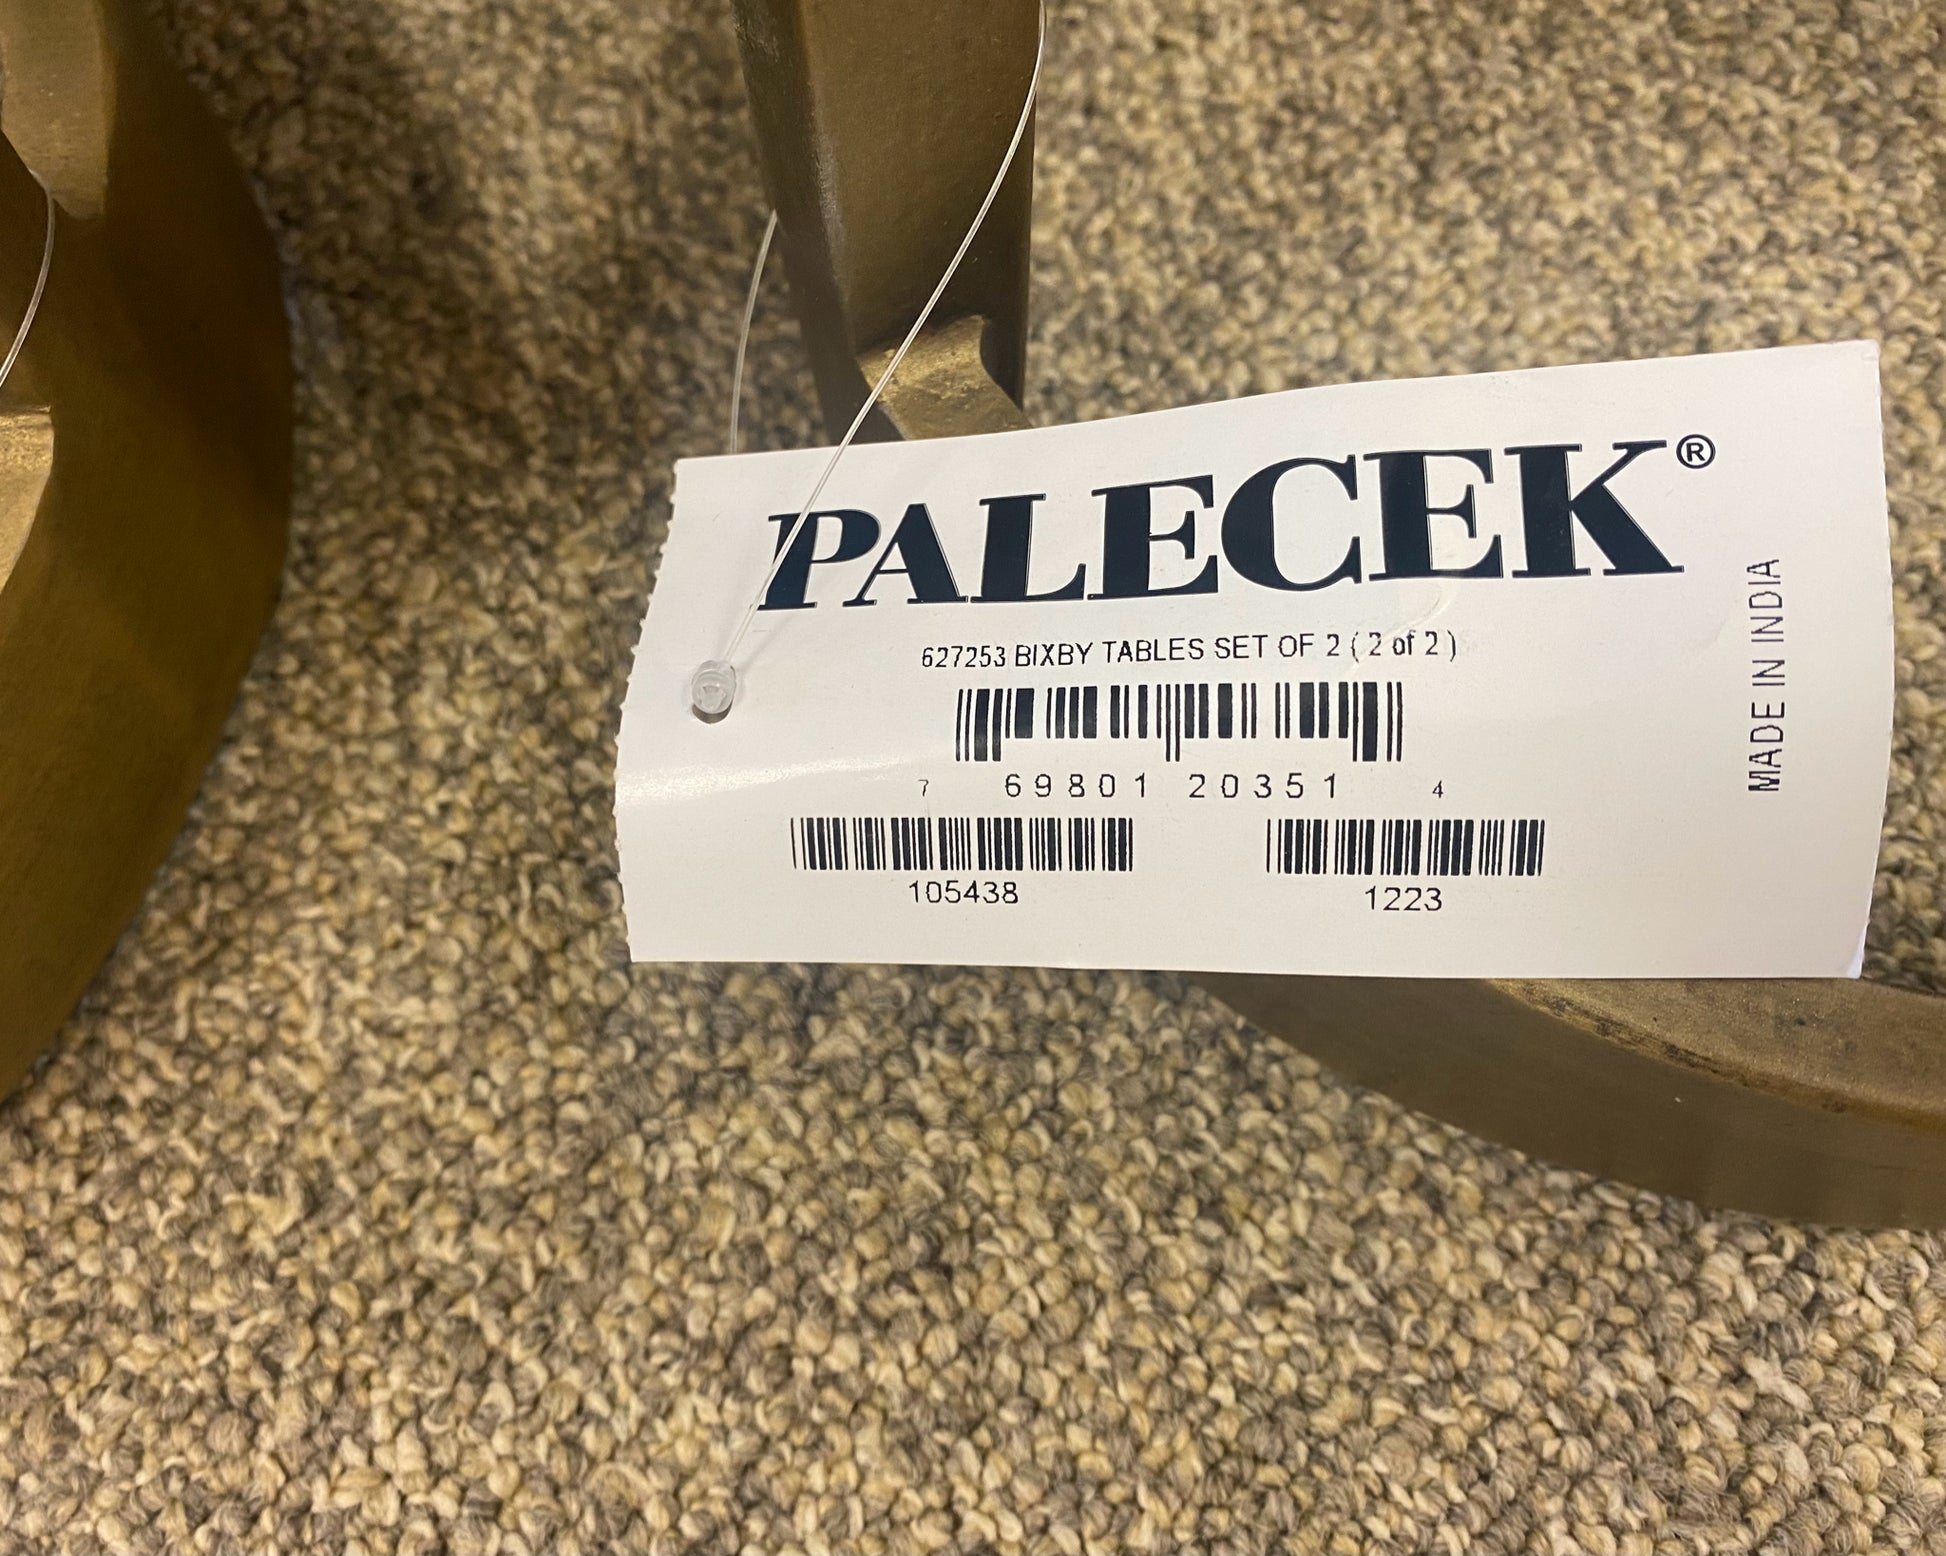 PALECEK®
627253 BIXBY TABLES SET OF 2 ( 2 of 2 )
7 69801 20351 4
105438 1223
MADE IN INDIA